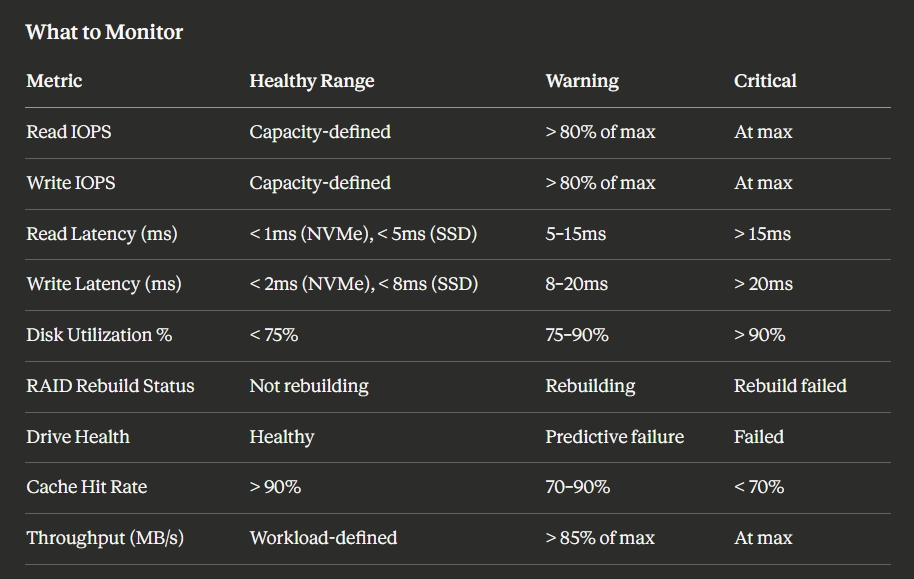 What to Monitor
Metric Healthy Range Warning Critical
Read IOPS Capacity-defined > 80% of max At max
Write IOPS Capacity-defined > 80% of max At max
Read Latency (ms) < 1ms (NVMe), < 5ms (SSD) 5–15ms > 15ms
Write Latency (ms) < 2ms (NVMe), < 8ms (SSD) 8–20ms > 20ms
Disk Utilization % < 75% 75–90% > 90%
RAID Rebuild Status Not rebuilding Rebuilding Rebuild failed
Drive Health Healthy Predictive failure Failed
Cache Hit Rate > 90% 70–90% < 70%
Throughput (MB/s) Workload-defined > 85% of max At max